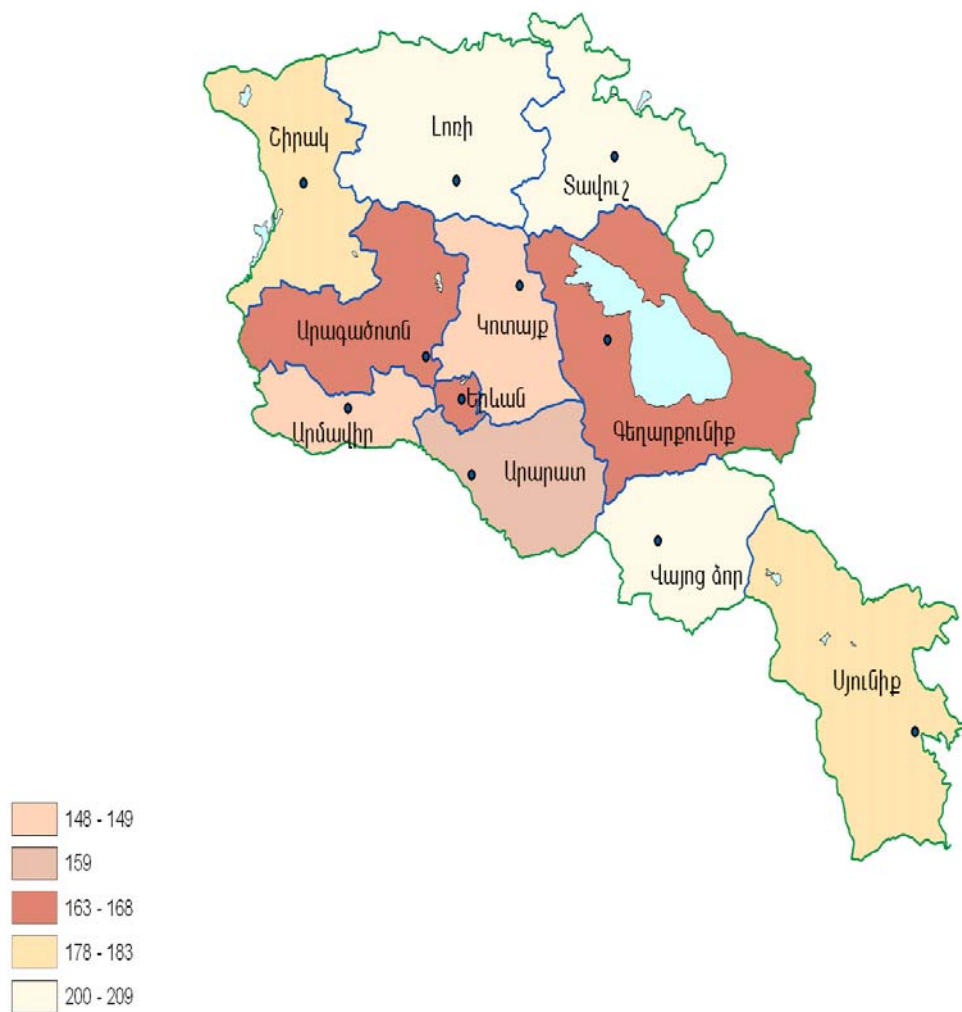 Շիրակ
Լոռի
Տավուշ
Արագածոտն
Կոտայք
Երևան
Արմավիր
Գեղարքունիք
Արարատ
Վայոց ձոր
Սյունիք
148 - 149
159
163 - 168
178 - 183
200 - 209